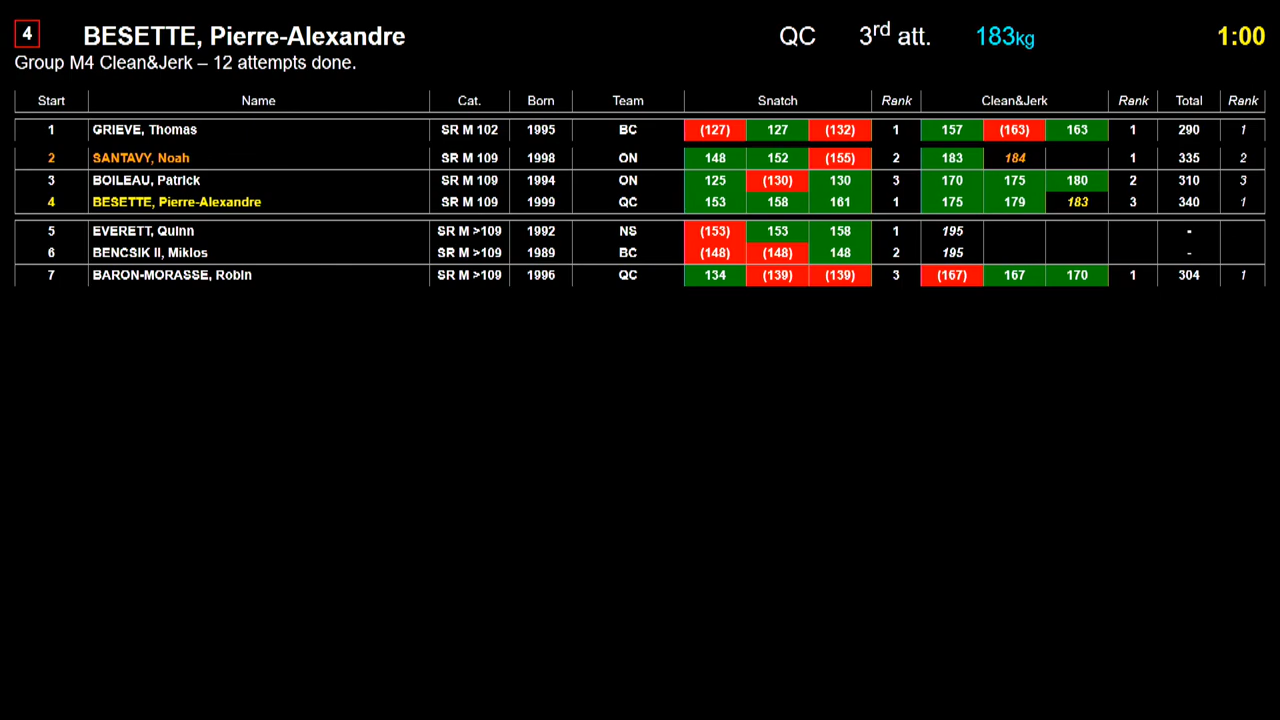 4 BESETTE, Pierre-Alexandre QC 3rd att. 183kg 1:00
Group M4 Clean&Jerk – 12 attempts done.
Start Name Cat. Born Team Snatch Rank Clean&Jerk Rank Total Rank
1 GRIEVE, Thomas SR M 102 1995 BC (127) 127 (132) 1 157 (163) 163 1 290 1
2 SANTAVY, Noah SR M 109 1998 ON 148 152 (155) 2 183 184 1 335 2
3 BOILEAU, Patrick SR M 109 1994 ON 125 (130) 130 3 170 175 180 2 310 3
4 BESETTE, Pierre-Alexandre SR M 109 1999 QC 153 158 161 1 175 179 183 3 340 1
5 EVERETT, Quinn SR M >109 1992 NS (153) 153 158 1 195 -
6 BENCSIK II, Miklos SR M >109 1989 BC (148) (148) 148 2 195 -
7 BARON-MORASSE, Robin SR M >109 1996 QC 134 (139) (139) 3 (167) 167 170 1 304 1